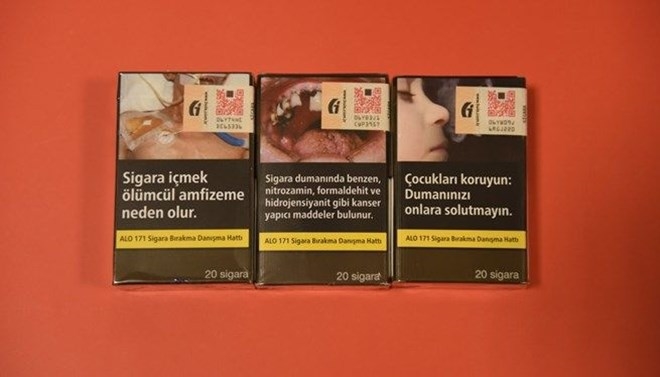 Sigara içmek
ölümcül amfizeme
neden olur.
ALO 171 Sigara Bırakma Danışma Hattı
20 sigara
Sigara dumanında benzen,
nitrozamin, formaldehit ve
hidrojensiyanit gibi kanser
yapıcı maddeler bulunur.
ALO 171 Sigara Bırakma Danışma Hattı
20 sigara
Çocukları koruyun:
Dumanınızı
onlara solutmayın.
ALO 171 Sigara Bırakma Danışma Hattı
20 sigara